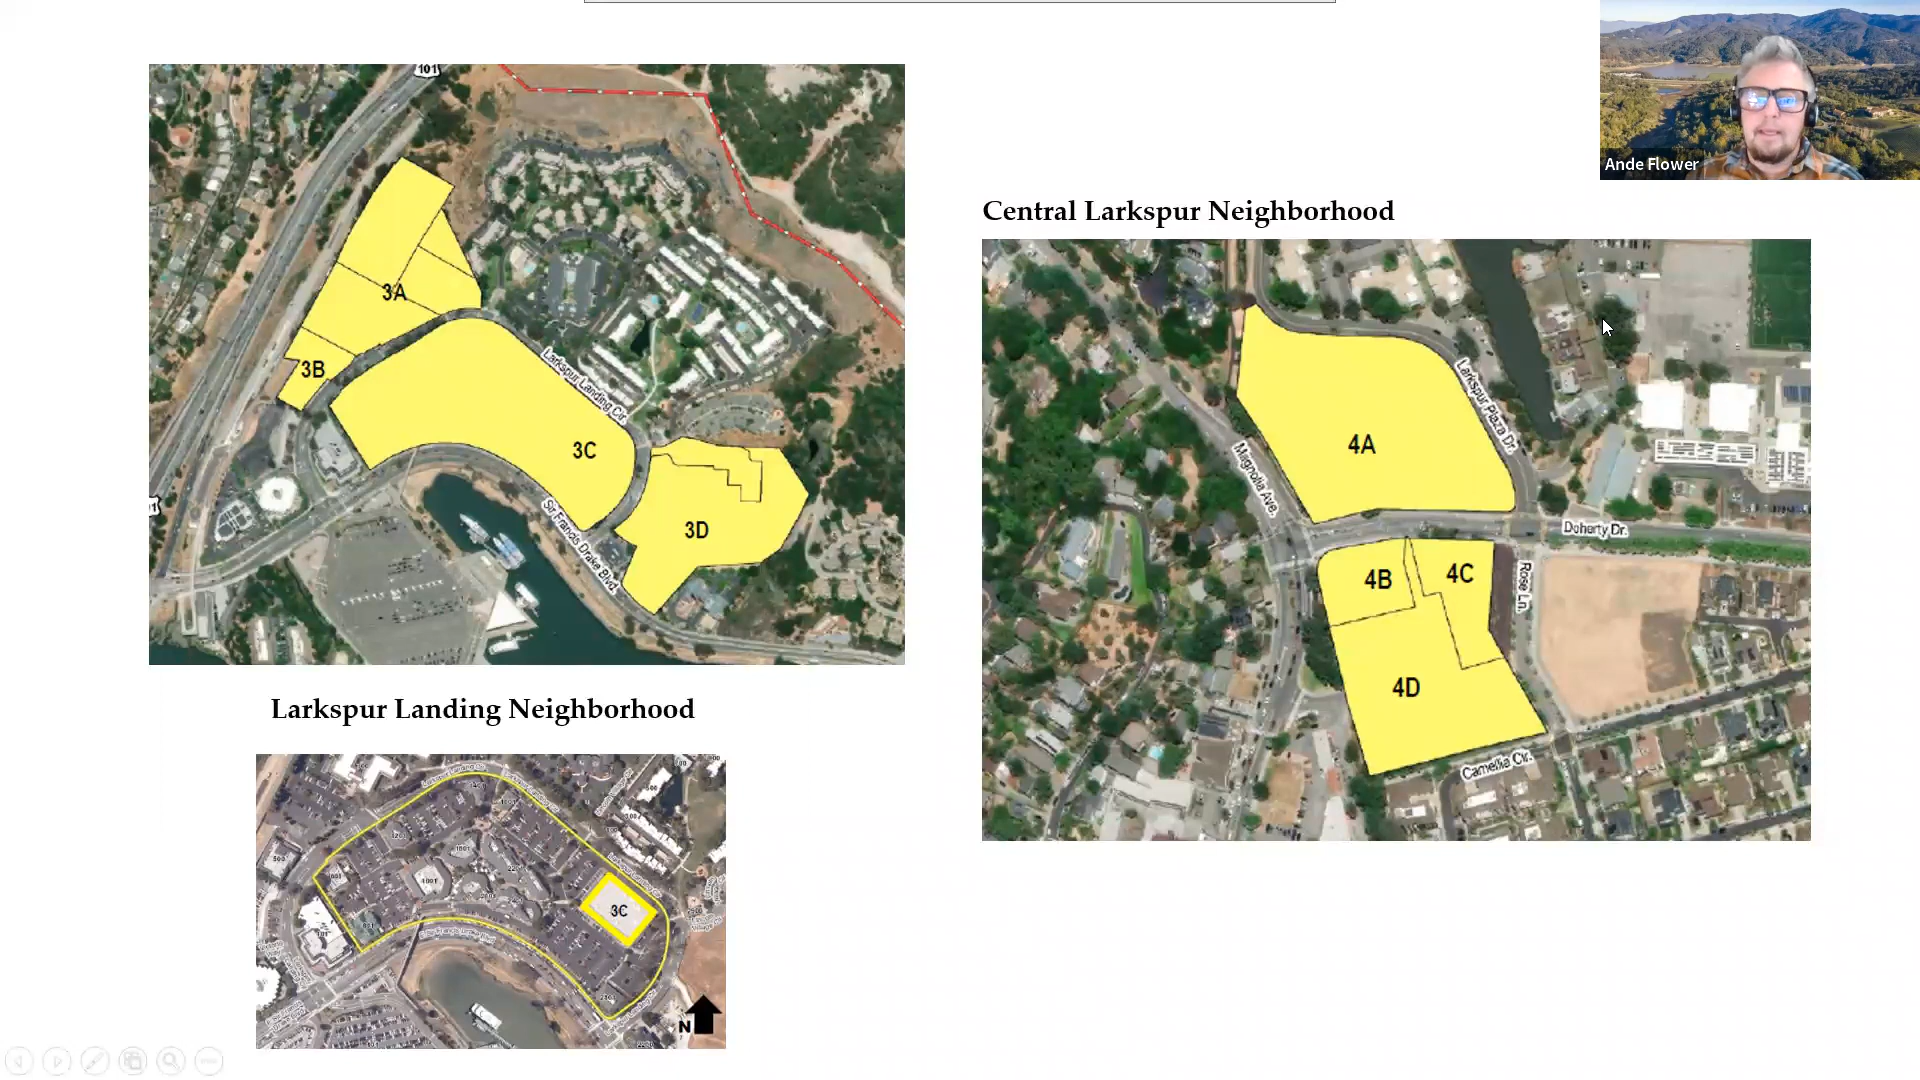 Ande Flower
101
3A
3B
Larkspur Landing Cir.
3C
3D
Sir Francis Drake Blvd.
Larkspur Landing Neighborhood
3C
N
Central Larkspur Neighborhood
Larkspur Plaza Dr.
4A
Magnolia Ave.
Doherty Dr.
4B
4C
Rose Ln.
4D
Camellia Cir.